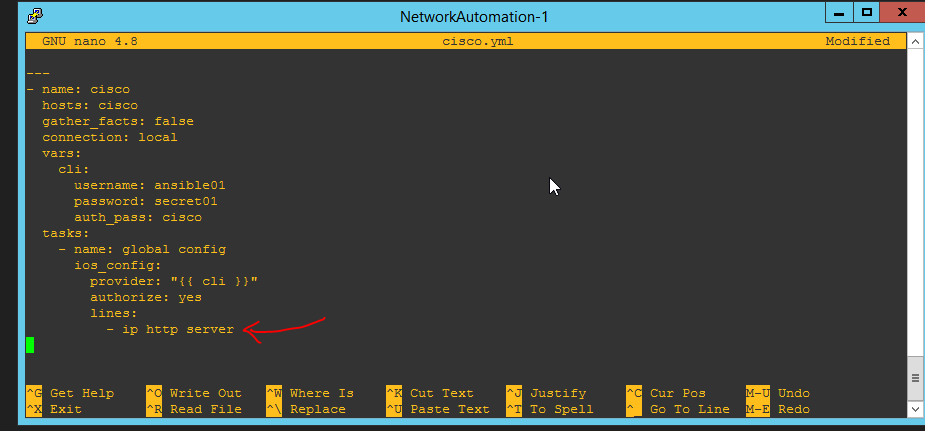 NetworkAutomation-1
GNU nano 4.8 cisco.yml Modified
---
- name: cisco
  hosts: cisco
  gather_facts: false
  connection: local
  vars:
    cli:
      username: ansible01
      password: secret01
      auth_pass: cisco
  tasks:
    - name: global config
      ios_config:
        provider: "{{ cli }}"
        authorize: yes
        lines:
          - ip http server
^G Get Help ^O Write Out ^W Where Is ^K Cut Text ^J Justify ^C Cur Pos M-U Undo
^X Exit ^R Read File ^\ Replace ^U Paste Text ^T To Spell ^_ Go To Line M-E Redo